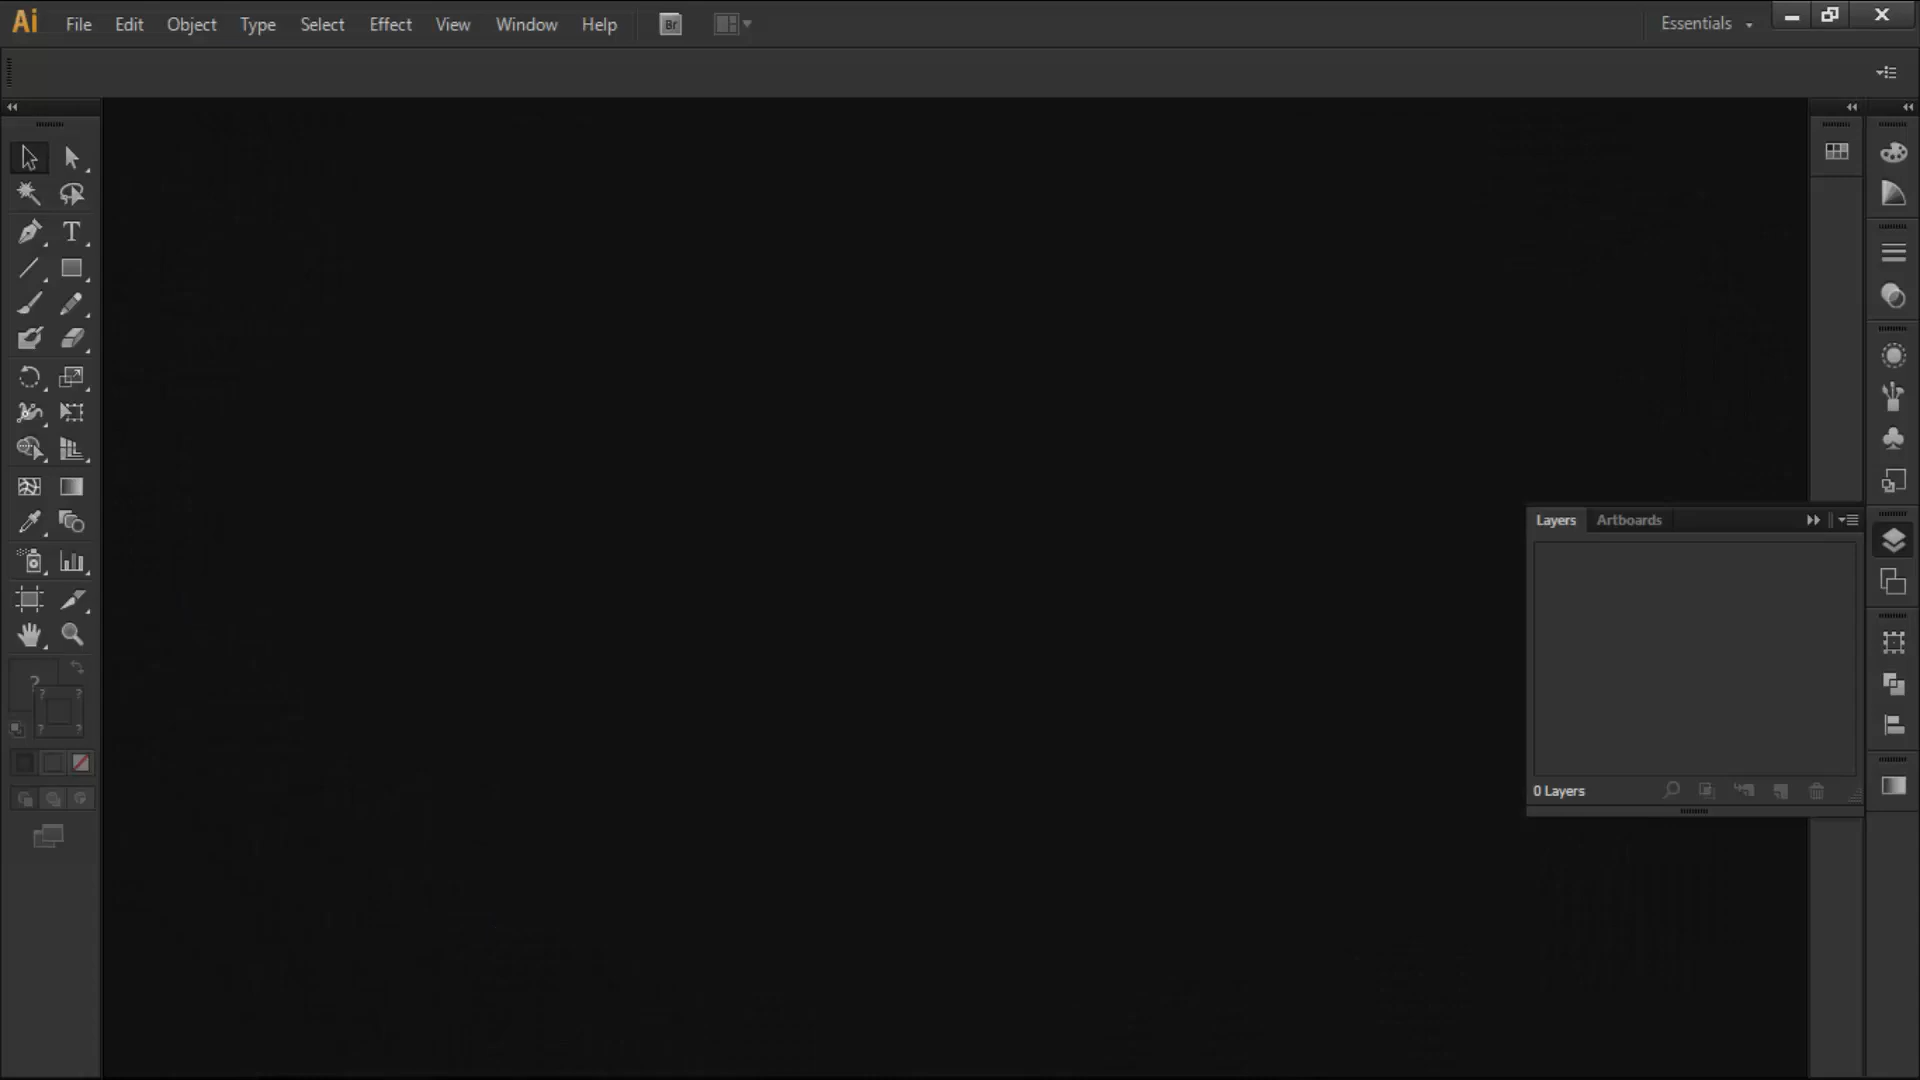 Ai File Edit Object Type Select Effect View Window Help Br Essentials
T
Layers Artboards
?
? ?
? ?
0 Layers